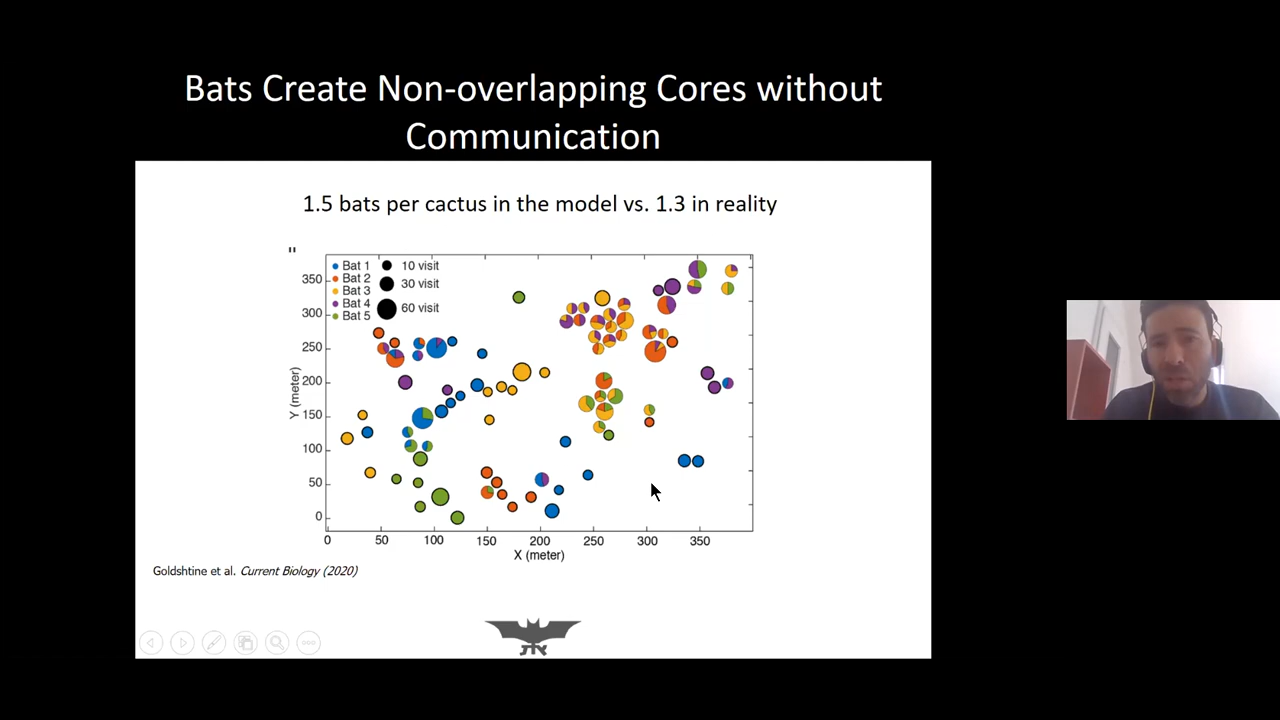 Bats Create Non-overlapping Cores without
Communication
1.5 bats per cactus in the model vs. 1.3 in reality
"
Bat 1
Bat 2
Bat 3
Bat 4
Bat 5
10 visit
30 visit
60 visit
350
300
250
200
150
100
50
0
Y (meter)
0 50 100 150 200 250 300 350
X (meter)
Goldshtine et al. Current Biology (2020)